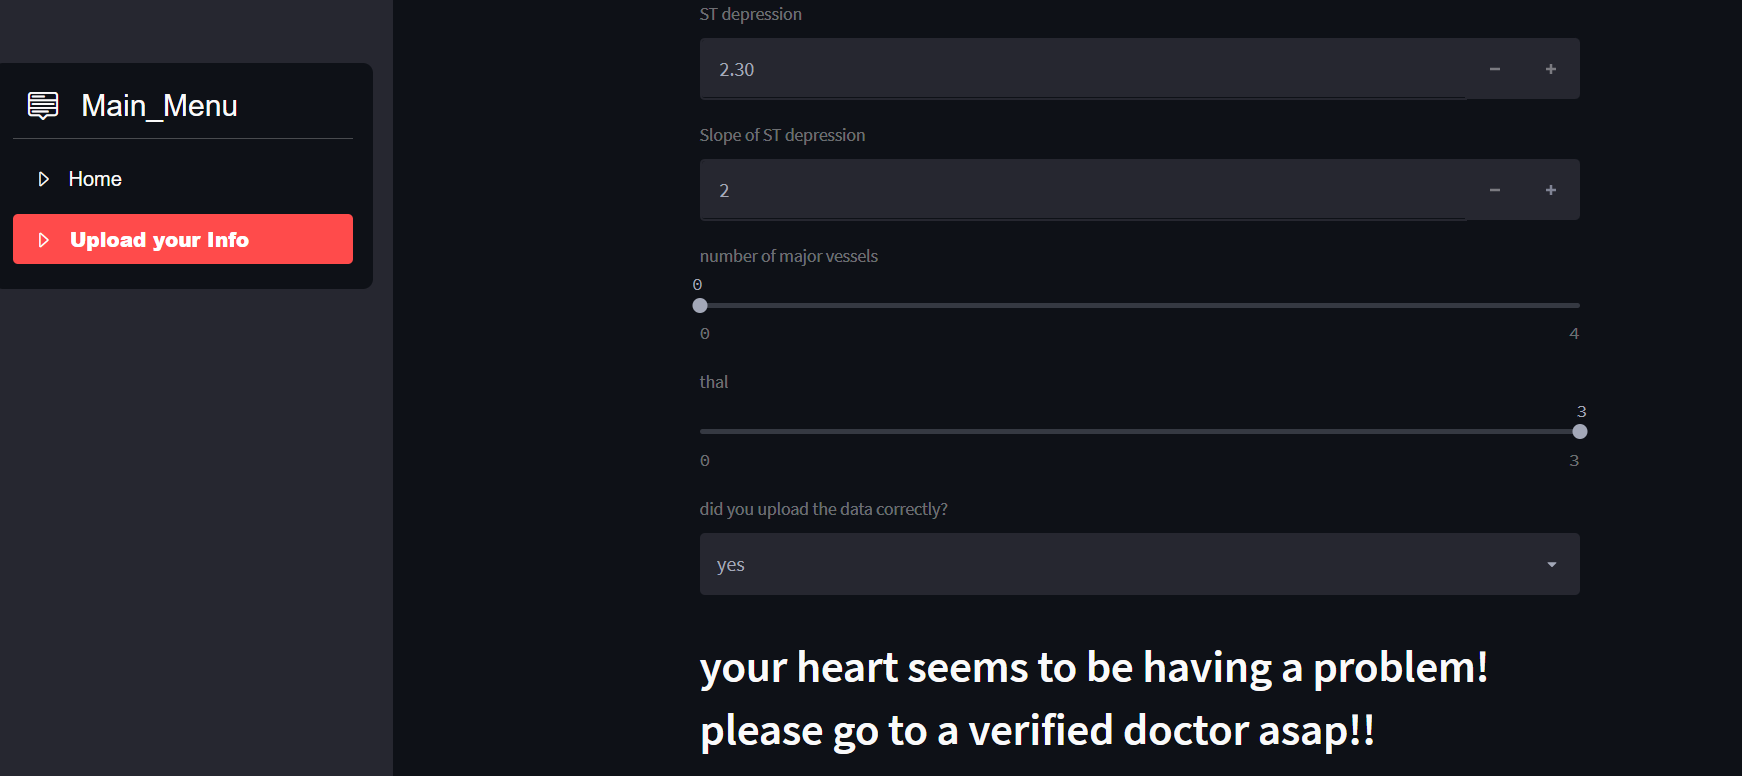 Main_Menu
Home
Upload your Info
ST depression
2.30
Slope of ST depression
2
number of major vessels
0
0 4
thal
3
0 3
did you upload the data correctly?
yes
your heart seems to be having a problem!
please go to a verified doctor asap!!